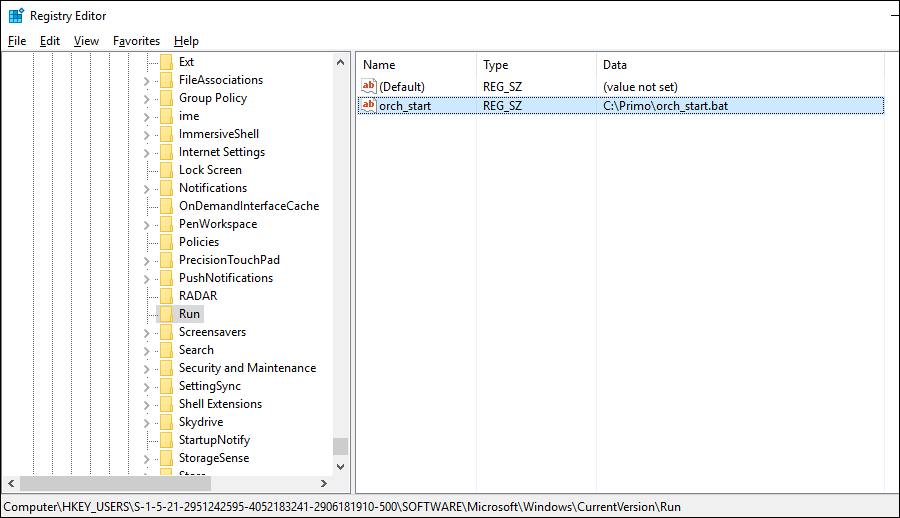 Registry Editor
File Edit View Favorites Help
Ext
FileAssociations
Group Policy
ime
ImmersiveShell
Internet Settings
Lock Screen
Notifications
OnDemandInterfaceCache
PenWorkspace
Policies
PrecisionTouchPad
PushNotifications
RADAR
Run
Screensavers
Search
Security and Maintenance
SettingSync
Shell Extensions
Skydrive
StartupNotify
StorageSense
Name Type Data
ab (Default) REG_SZ (value not set)
ab orch_start REG_SZ C:\Primo\orch_start.bat
Computer\HKEY_USERS\S-1-5-21-2951242595-4052183241-2906181910-500\SOFTWARE\Microsoft\Windows\CurrentVersion\Run